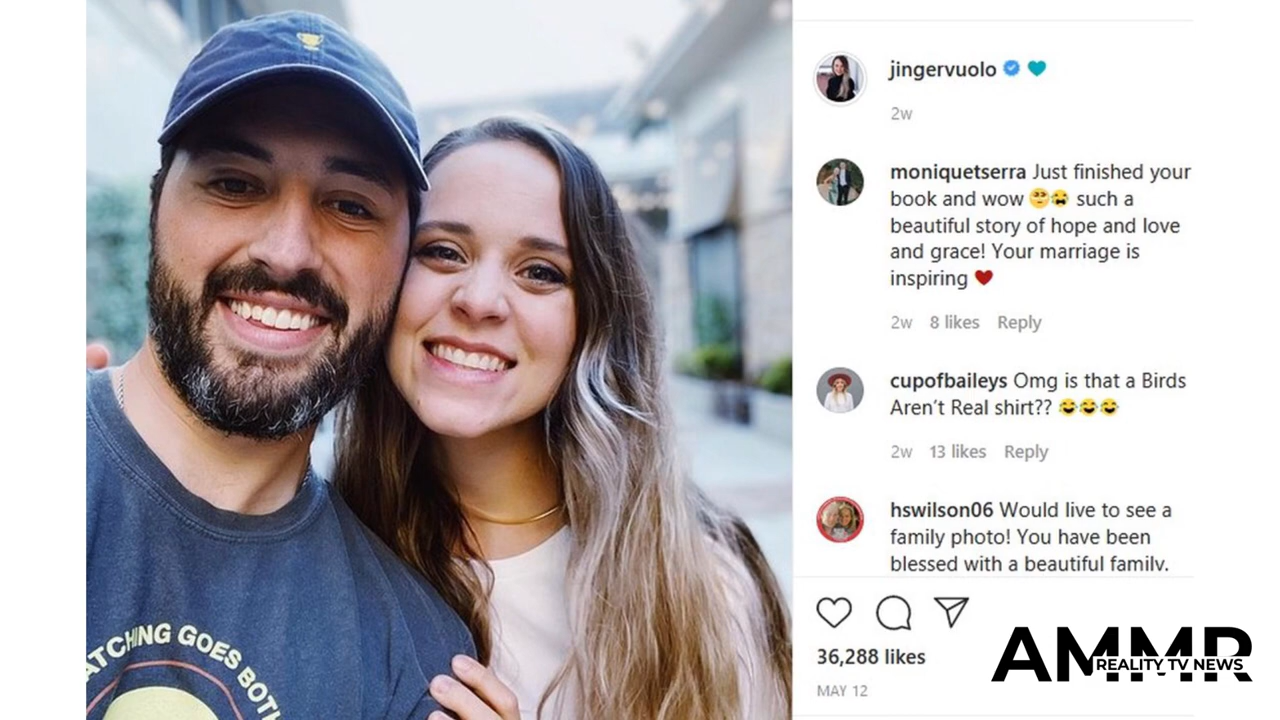 jingervuolo
2w
moniquetserra Just finished your
book and wow such a
beautiful story of hope and love
and grace! Your marriage is
inspiring
2w 8 likes Reply
cupofbaileys Omg is that a Birds
Aren't Real shirt??
2w 13 likes Reply
hswilson06 Would live to see a
family photo! You have been
blessed with a beautiful family.
36,288 likes
MAY 12
AMMR
REALITY TV NEWS
ATCHING GOES BOTH